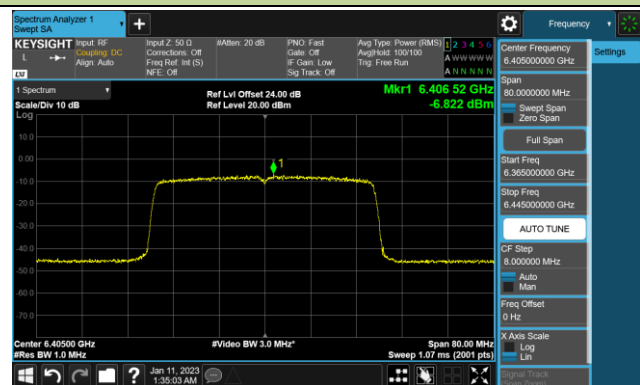 Spectrum Analyzer 1
Swept SA
Frequency
KEYSIGHT
Input: RF
Coupling: DC
Align: Auto
Input Z: 50 Ω
Corrections: Off
Freq Ref: Int (S)
NFE: Off
#Atten: 20 dB
PNO: Fast
Gate: Off
IF Gain: Low
Sig Track: Off
Avg Type: Power (RMS)
Avg|Hold: 100/100
Trig: Free Run
1 2 3 4 5 6
A W W W W W
A N N N N N
L
LXI
1 Spectrum
Scale/Div 10 dB
Log
Ref Lvl Offset 24.00 dB
Ref Level 20.00 dBm
Mkr1 6.406 52 GHz
-6.822 dBm
10.0
0.00
-10.0
-20.0
-30.0
-40.0
-50.0
-60.0
-70.0
1
Center 6.40500 GHz
#Res BW 1.0 MHz
#Video BW 3.0 MHz*
Span 80.00 MHz
Sweep 1.07 ms (2001 pts)
Jan 11, 2023
1:35:03 AM
Center Frequency
6.405000000 GHz
Settings
Span
80.0000000 MHz
Swept Span
Zero Span
Full Span
Start Freq
6.365000000 GHz
Stop Freq
6.445000000 GHz
AUTO TUNE
CF Step
8.000000 MHz
Auto
Man
Freq Offset
0 Hz
X Axis Scale
Log
Lin
Signal Track